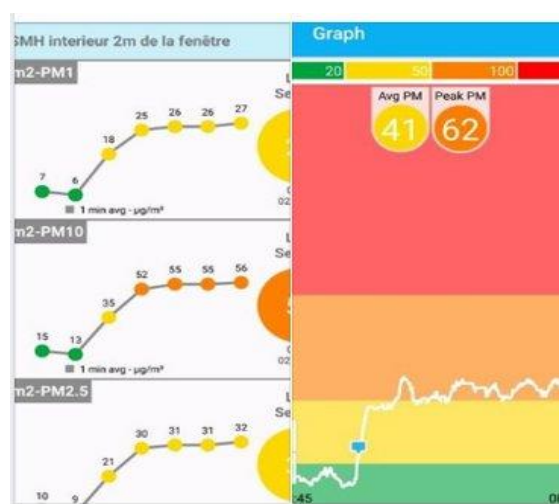 SMH interieur 2m de la fenêtre
m2-PM1
7 6 18 25 26 26 27
1 min avg - µg/m³
m2-PM10
15 13 35 52 55 55 56
1 min avg - µg/m³
m2-PM2.5
10 9 21 30 31 31 32
Graph
20 50 100
Avg PM Peak PM
41 62
:45